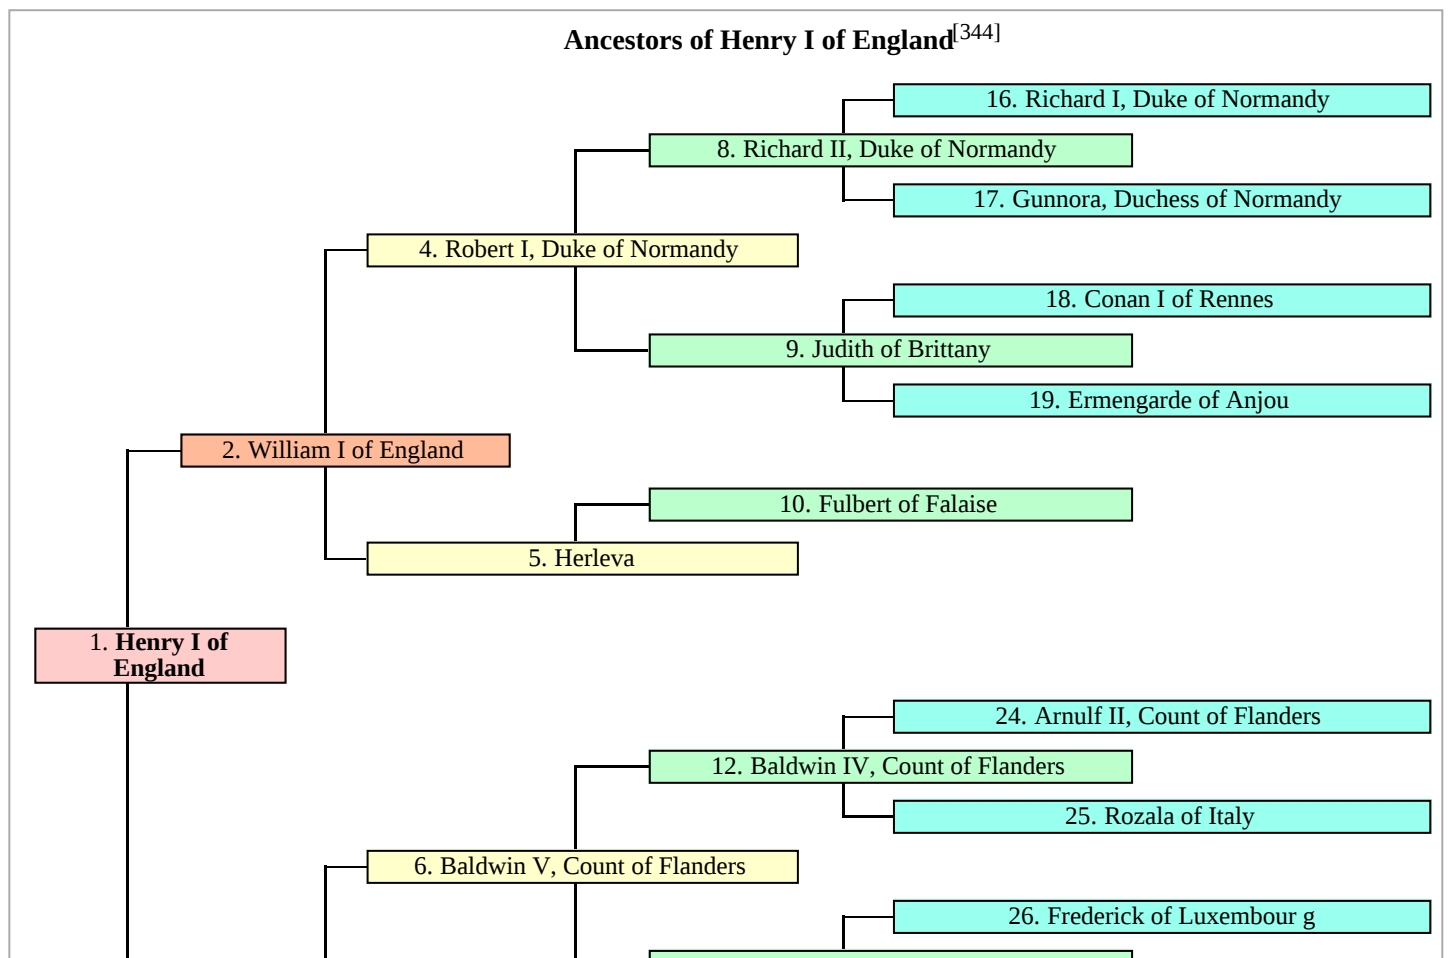 Ancestors of Henry I of England[344]
16. Richard I, Duke of Normandy
8. Richard II, Duke of Normandy
17. Gunnora, Duchess of Normandy
4. Robert I, Duke of Normandy
18. Conan I of Rennes
9. Judith of Brittany
19. Ermengarde of Anjou
2. William I of England
10. Fulbert of Falaise
5. Herleva
1. Henry I of
England
24. Arnulf II, Count of Flanders
12. Baldwin IV, Count of Flanders
25. Rozala of Italy
6. Baldwin V, Count of Flanders
26. Frederick of Luxembour g